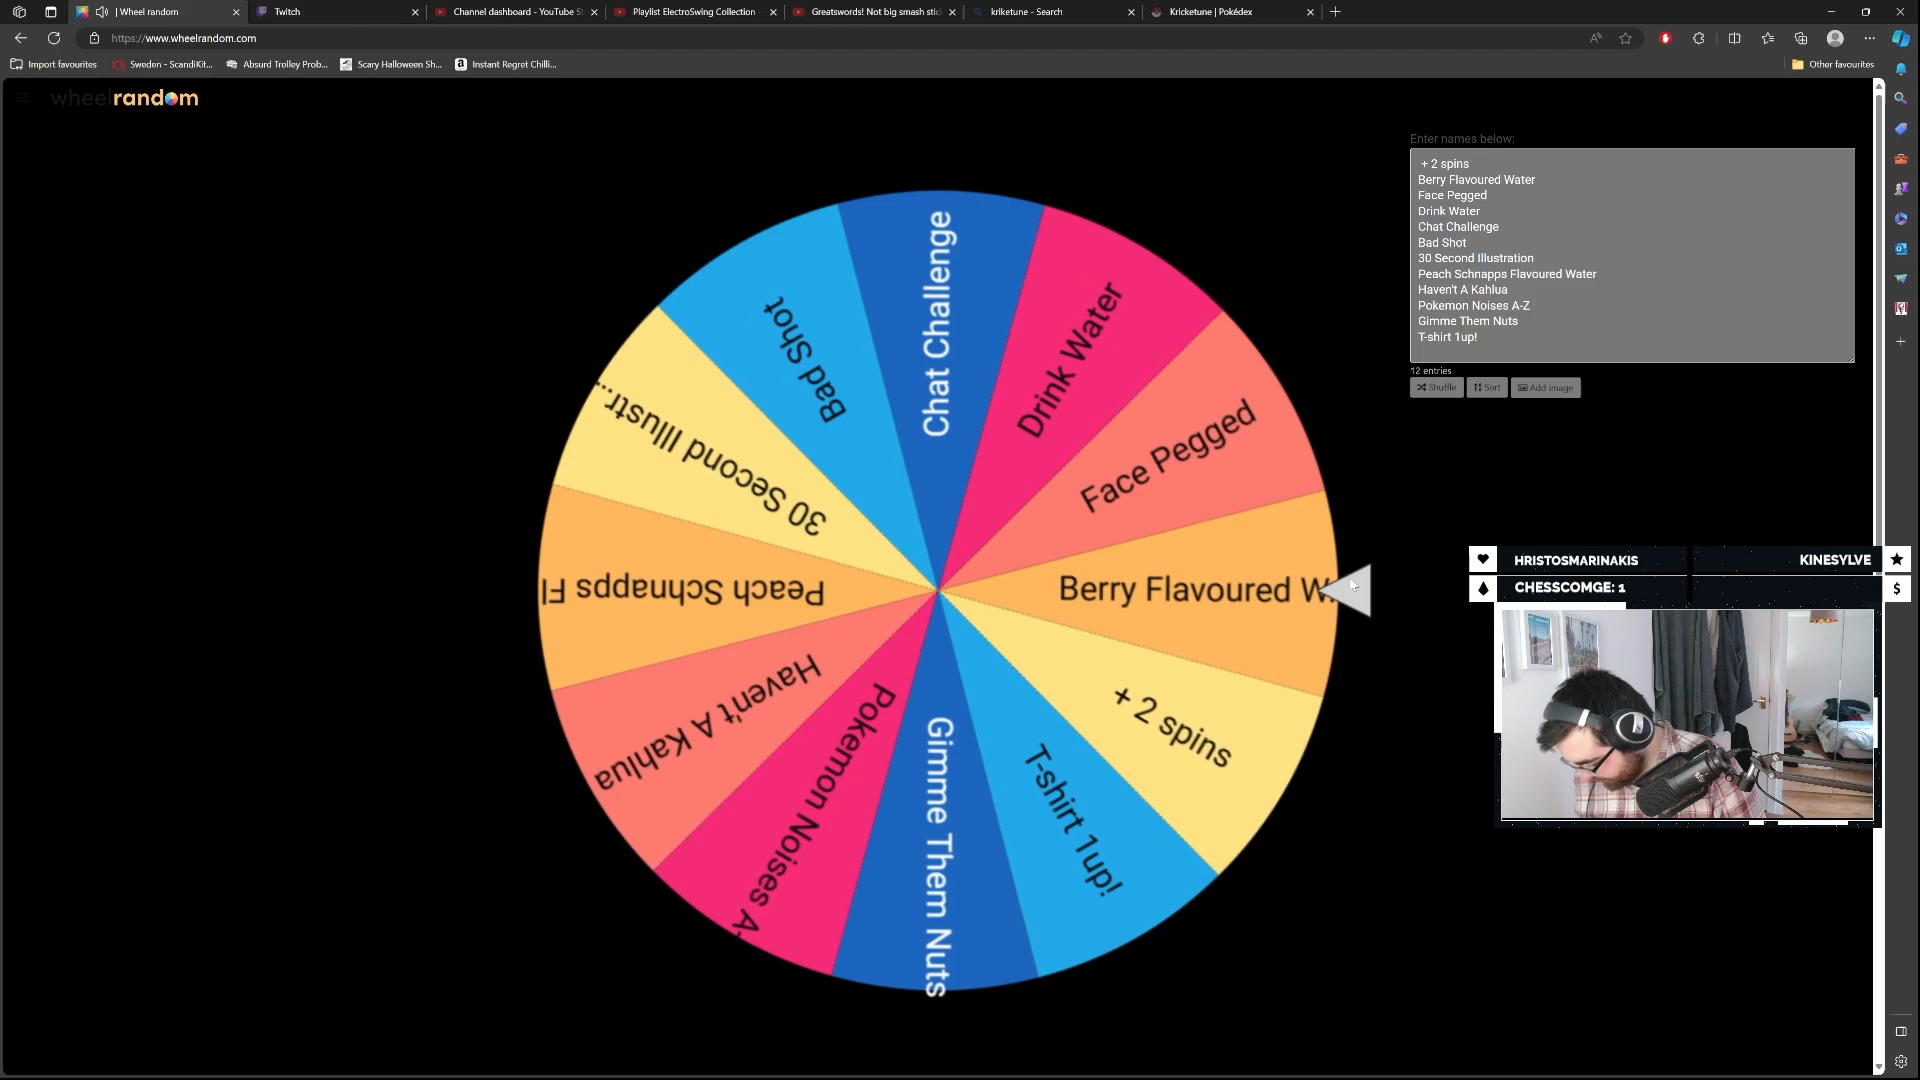 Wheel random
Twitch
Channel dashboard - YouTube S
Playlist ElectroSwing Collection -
Greatswords! Not big smash stic
kriketune - Search
Kricketune | Pokédex
https://www.wheelrandom.com
Import favourites
Sweden - ScandiKit...
Absurd Trolley Prob...
Scary Halloween Sh...
Instant Regret Chilli...
Other favourites
wheelrandom
Enter names below:
+ 2 spins
Berry Flavoured Water
Face Pegged
Drink Water
Chat Challenge
Bad Shot
30 Second Illustration
Peach Schnapps Flavoured Water
Haven't A Kahlua
Pokemon Noises A-Z
Gimme Them Nuts
T-shirt 1up!
12 entries
Shuffle
Sort
Add image
Chat Challenge
Drink Water
Face Pegged
Berry Flavoured W..
+ 2 spins
T-shirt 1up!
Gimme Them Nuts
Pokemon Noises A-
Haven't A Kahlua
Peach Schnapps Fl
30 Second Illustr...
Bad Shot
HRISTOSMARINAKIS
KINESYLVE
CHESSCOMGE: 1
$